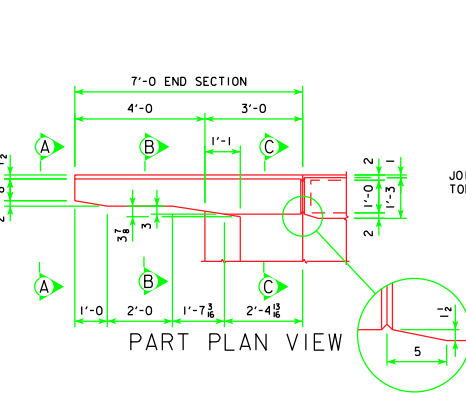 7'-0 END SECTION
4'-0
3'-0
A
B
C
1'-1
2
1
1'-0
1'-3
2
JOI
TO
3
3 7/8
A
B
C
1'-0
2'-0
1'-7 3/16
2'-4 13/16
PART PLAN VIEW
1/2
5